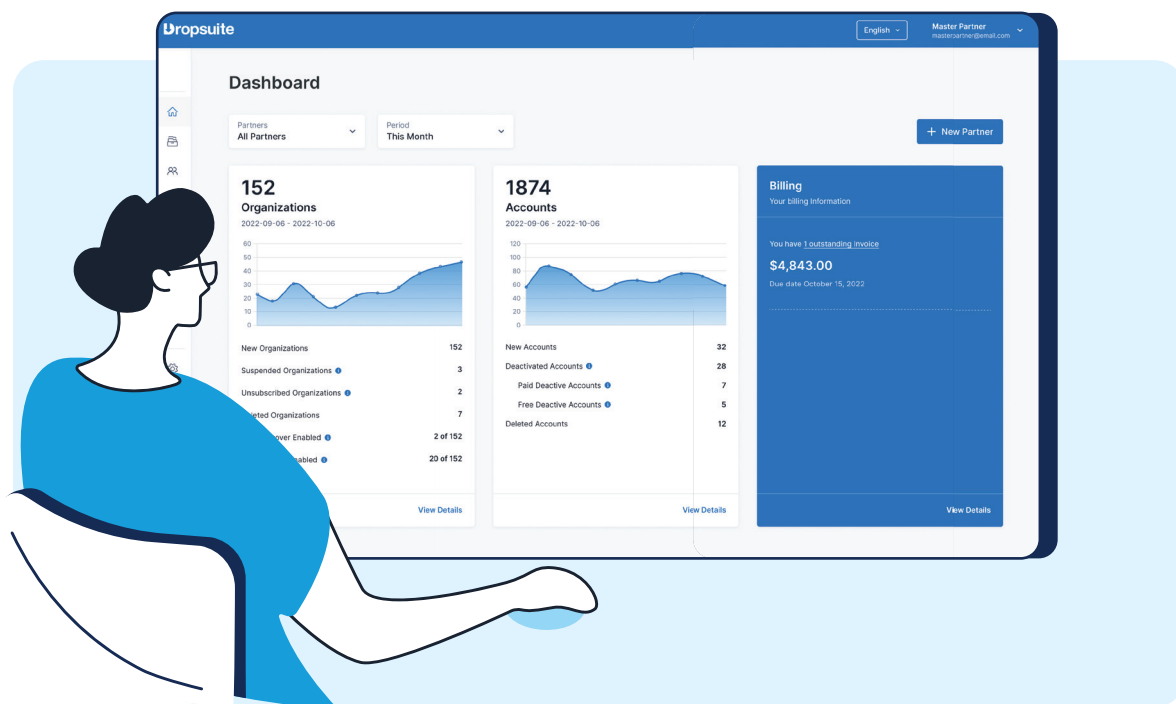 Dropsuite
English
Master Partner
masterpartner@email.com
Dashboard
Partners
All Partners
Period
This Month
+ New Partner
152
Organizations
2022-09-06 - 2022-10-06
60
50
40
30
20
10
0
New Organizations 152
Suspended Organizations 3
Unsubscribed Organizations 2
eted Organizations 7
over Enabled 2 of 152
abled 20 of 152
View Details
1874
Accounts
2022-09-06 - 2022-10-06
120
100
80
60
40
20
0
New Accounts 32
Deactivated Accounts 28
Paid Deactive Accounts 7
Free Deactive Accounts 5
Deleted Accounts 12
View Details
Billing
Your billing Information
You have 1 outstanding Invoice
$4,843.00
Due date October 15, 2022
View Details